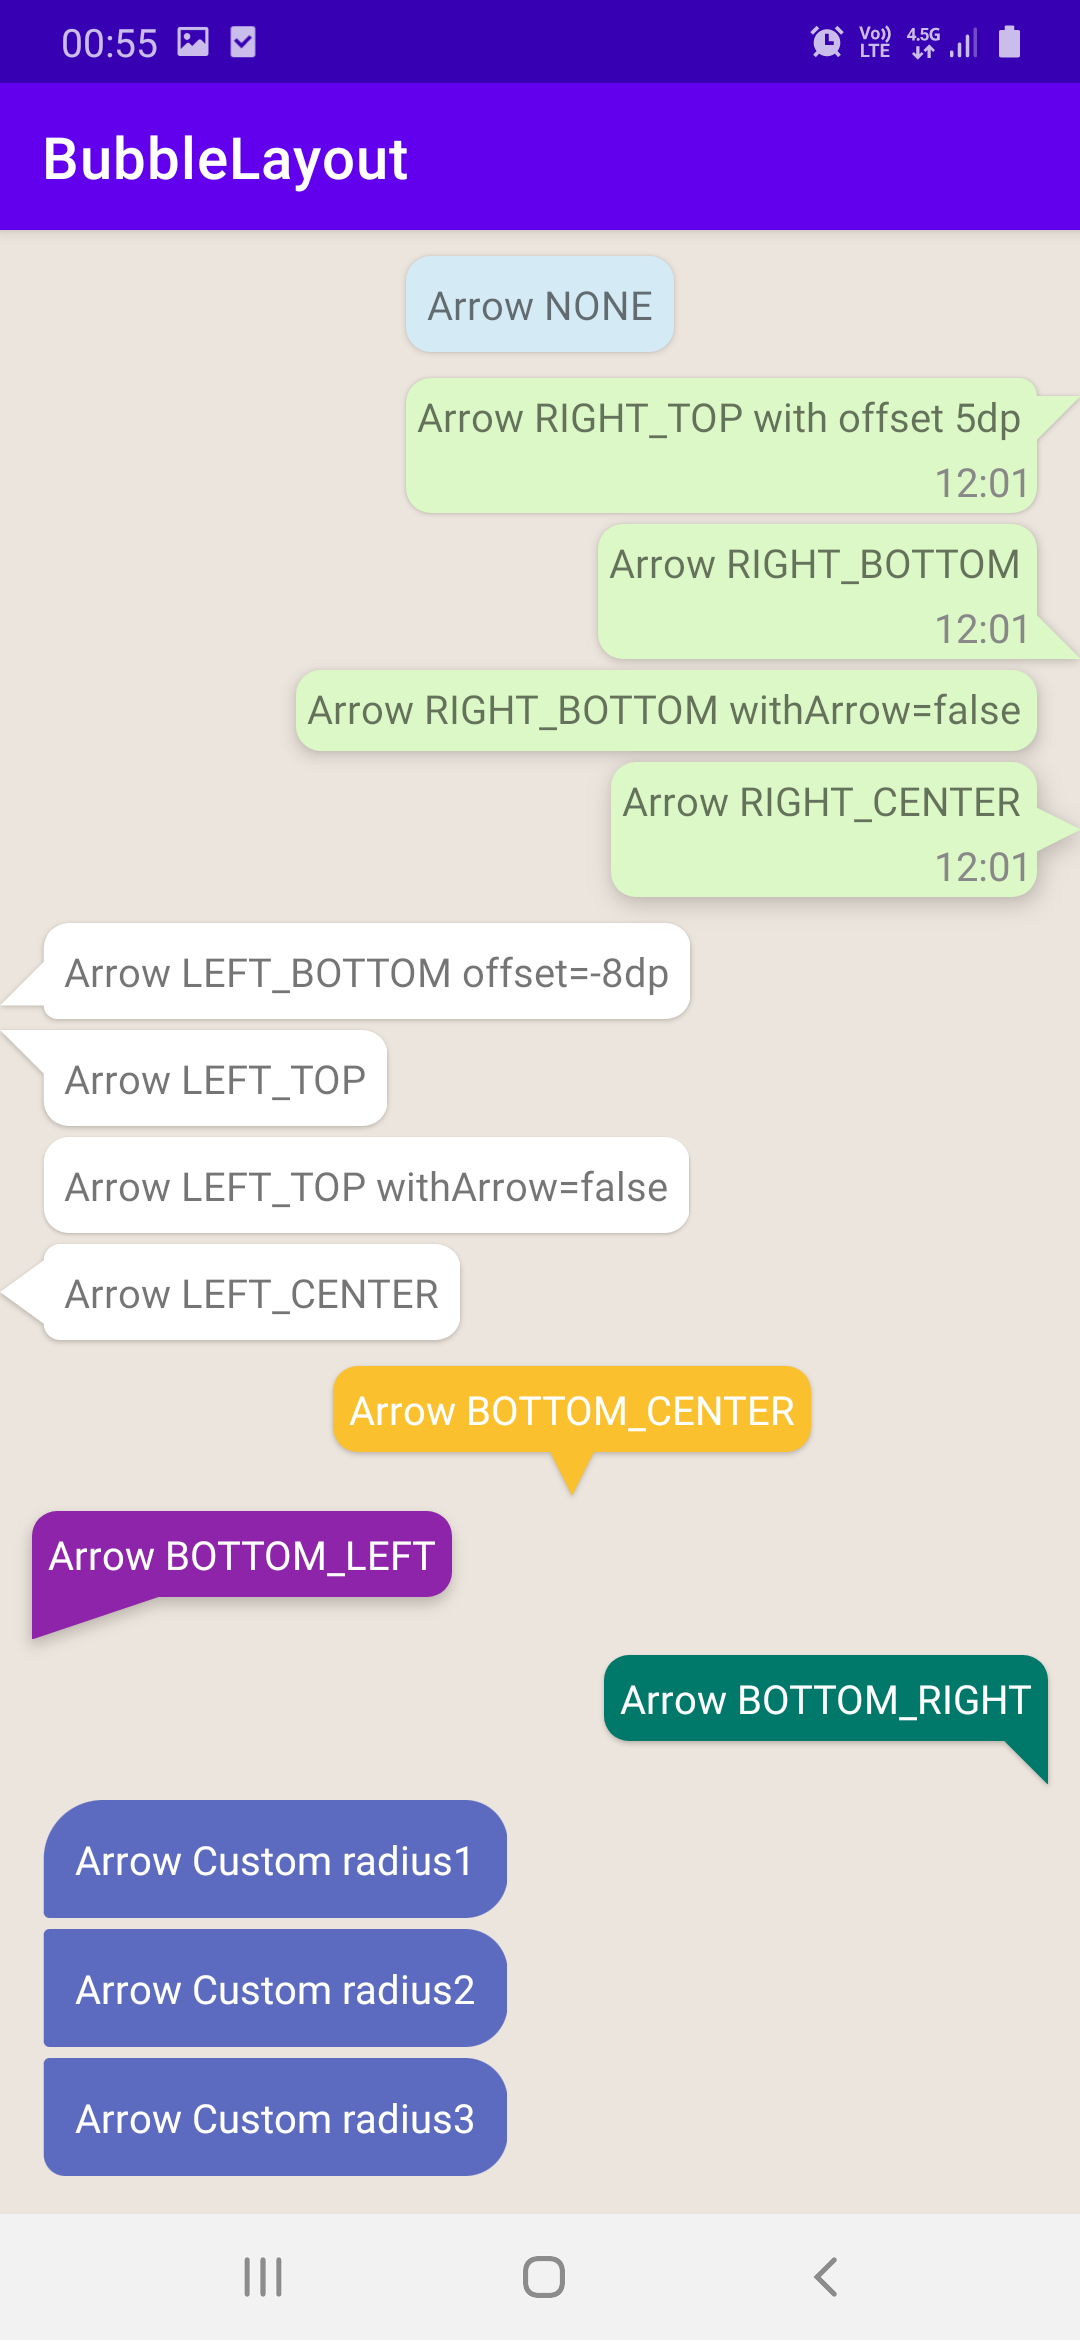 00:55
Vo)) LTE 4.5G
BubbleLayout
Arrow NONE
Arrow RIGHT_TOP with offset 5dp
12:01
Arrow RIGHT_BOTTOM
12:01
Arrow RIGHT_BOTTOM withArrow=false
Arrow RIGHT_CENTER
12:01
Arrow LEFT_BOTTOM offset=-8dp
Arrow LEFT_TOP
Arrow LEFT_TOP withArrow=false
Arrow LEFT_CENTER
Arrow BOTTOM_CENTER
Arrow BOTTOM_LEFT
Arrow BOTTOM_RIGHT
Arrow Custom radius1
Arrow Custom radius2
Arrow Custom radius3